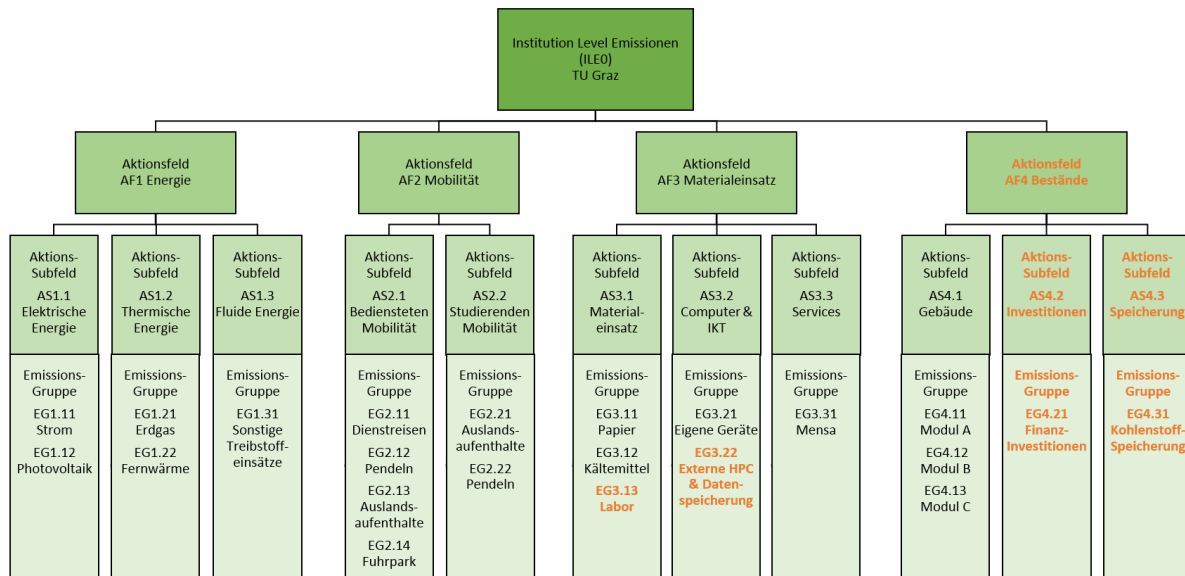 Institution Level Emissionen
(ILE0)
TU Graz
Aktionsfeld
AF1 Energie
Aktionsfeld
AF2 Mobilität
Aktionsfeld
AF3 Materialeinsatz
Aktionsfeld
AF4 Bestände
Aktions-
Subfeld
AS1.1
Elektrische
Energie
Aktions-
Subfeld
AS1.2
Thermische
Energie
Aktions-
Subfeld
AS1.3
Fluide Energie
Aktions-
Subfeld
AS2.1
Bediensteten
Mobilität
Aktions-
Subfeld
AS2.2
Studierenden
Mobilität
Aktions-
Subfeld
AS3.1
Material-
einsatz
Aktions-
Subfeld
AS3.2
Computer &
IKT
Aktions-
Subfeld
AS3.3
Services
Aktions-
Subfeld
AS4.1
Gebäude
Aktions-
Subfeld
AS4.2
Investitionen
Aktions-
Subfeld
AS4.3
Speicherung
Emissions-
Gruppe
EG1.11
Strom
EG1.12
Photovoltaik
Emissions-
Gruppe
EG1.21
Erdgas
EG1.22
Fernwärme
Emissions-
Gruppe
EG1.31
Sonstige
Treibstoff-
einsätze
Emissions-
Gruppe
EG2.11
Dienstreisen
EG2.12
Pendeln
EG2.13
Auslands-
aufenthalte
EG2.14
Fuhrpark
Emissions-
Gruppe
EG2.21
Auslands-
aufenthalte
EG2.22
Pendeln
Emissions-
Gruppe
EG3.11
Papier
EG3.12
Kältemittel
EG3.13
Labor
Emissions-
Gruppe
EG3.21
Eigene Geräte
EG3.22
Externe HPC
& Daten-
speicherung
Emissions-
Gruppe
EG3.31
Mensa
Emissions-
Gruppe
EG4.11
Modul A
EG4.12
Modul B
EG4.13
Modul C
Emissions-
Gruppe
EG4.21
Finanz-
Investitionen
Emissions-
Gruppe
EG4.31
Kohlenstoff-
Speicherung